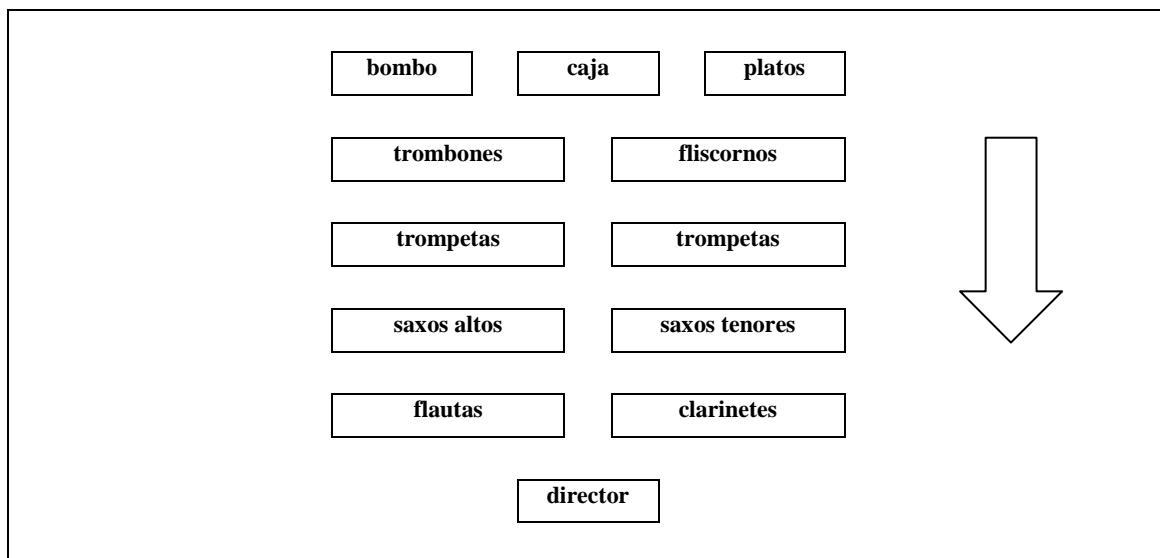 bombo caja platos
trombones fliscornos
trompetas trompetas
saxos altos saxos tenores
flautas clarinetes
director